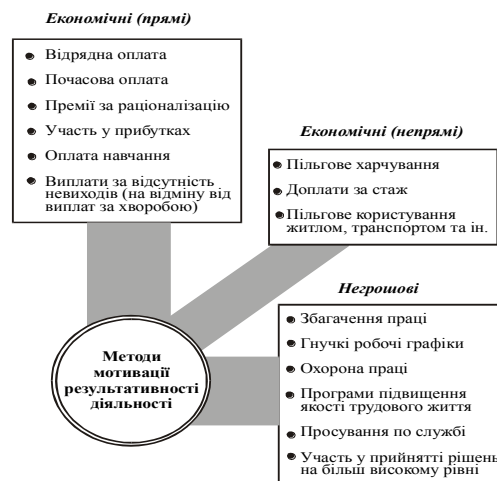 Економічні (прямі)
Відрядна оплата
Почасова оплата
Премії за раціоналізацію
Участь у прибутках
Оплата навчання
Виплати за відсутність
невиходів (на відміну від
виплат за хворобою)
Економічні (непрямі)
Пільгове харчування
Доплати за стаж
Пільгове користування
житлом, транспортом та ін.
Негрошові
Збагачення праці
Гнучкі робочі графіки
Охорона праці
Програми підвищення
якості трудового життя
Просування по службі
Участь у прийнятті рішень
на більш високому рівні
Методи
мотивації
результативності
діяльності